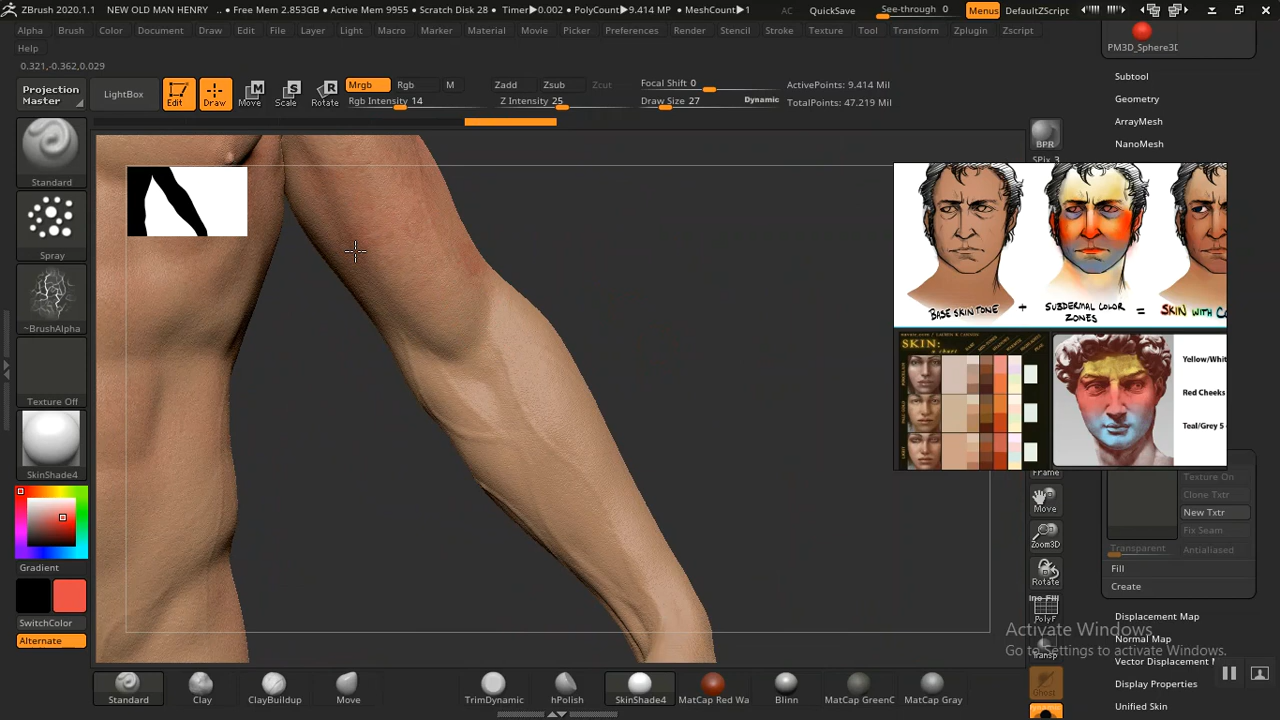 ZBrush 2020.1.1 NEW OLD MAN HENRY .. • Free Mem 2.853GB • Active Mem 9955 • Scratch Disk 28 • Timer▶0.002 • PolyCount▶9.414 MP • MeshCount▶1 AC QuickSave See-through 0 Menus DefaultZScript
Alpha Brush Color Document Draw Edit File Layer Light Macro Marker Material Movie Picker Preferences Render Stencil Stroke Texture Tool Transform Zplugin Zscript
Help
0.321,-0.362,0.029
PM3D_Sphere3D
Projection Master
LightBox
Edit Draw Move Scale Rotate
Mrgb Rgb M
Rgb Intensity 14
Zadd Zsub Zcut
Z Intensity 25
Focal Shift 0
Draw Size 27 Dynamic
ActivePoints: 9.414 Mil
TotalPoints: 47.219 Mil
Subtool
Geometry
ArrayMesh
NanoMesh
BPR
SPix 3
Standard
Spray
~BrushAlpha
Texture Off
SkinShade4
Gradient
SwitchColor
Alternate
BASE SKIN TONE + SUBDERMAL COLOR ZONES = SKIN WITH CO
SKIN:
Yellow/Whit
Red Cheeks
Teal/Grey 5
Frame
Move
Zoom3D
Rotate
PolyF
Transp
Ghost
Texture On
Clone Txtr
New Txtr
Fix Seam
Transparent Antialiased
Fill
Create
Displacement Map
Normal Map
Vector Displacement
Display Properties
Unified Skin
Activate Windows
Go to Settings to activate Windows.
Standard Clay ClayBuildup Move TrimDynamic hPolish SkinShade4 MatCap Red Wa Blinn MatCap GreenC MatCap Gray